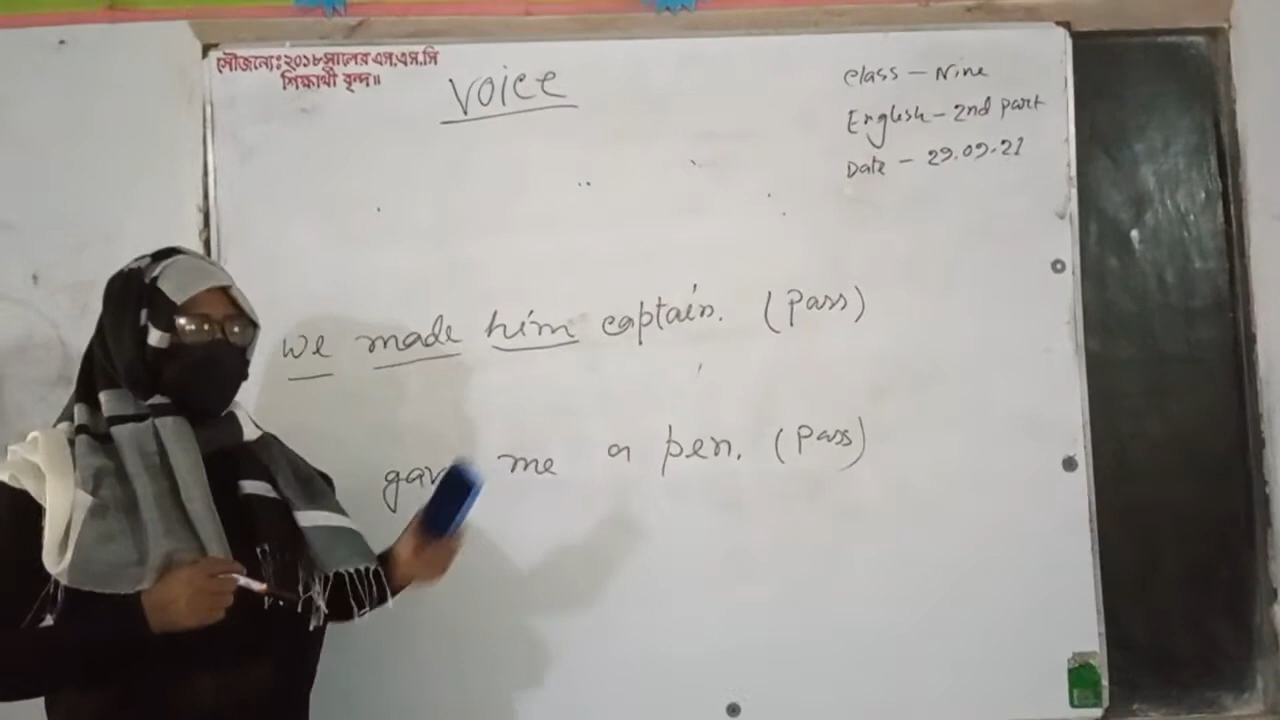 সৌজন্যেঃ ২০১৮ সালের এস,এস,সি
শিক্ষার্থী বৃন্দ॥
Voice
Class - Nine
English - 2nd part
Date - 29.09.21
We made him captain. (Pass)
me a pen. (Pass)